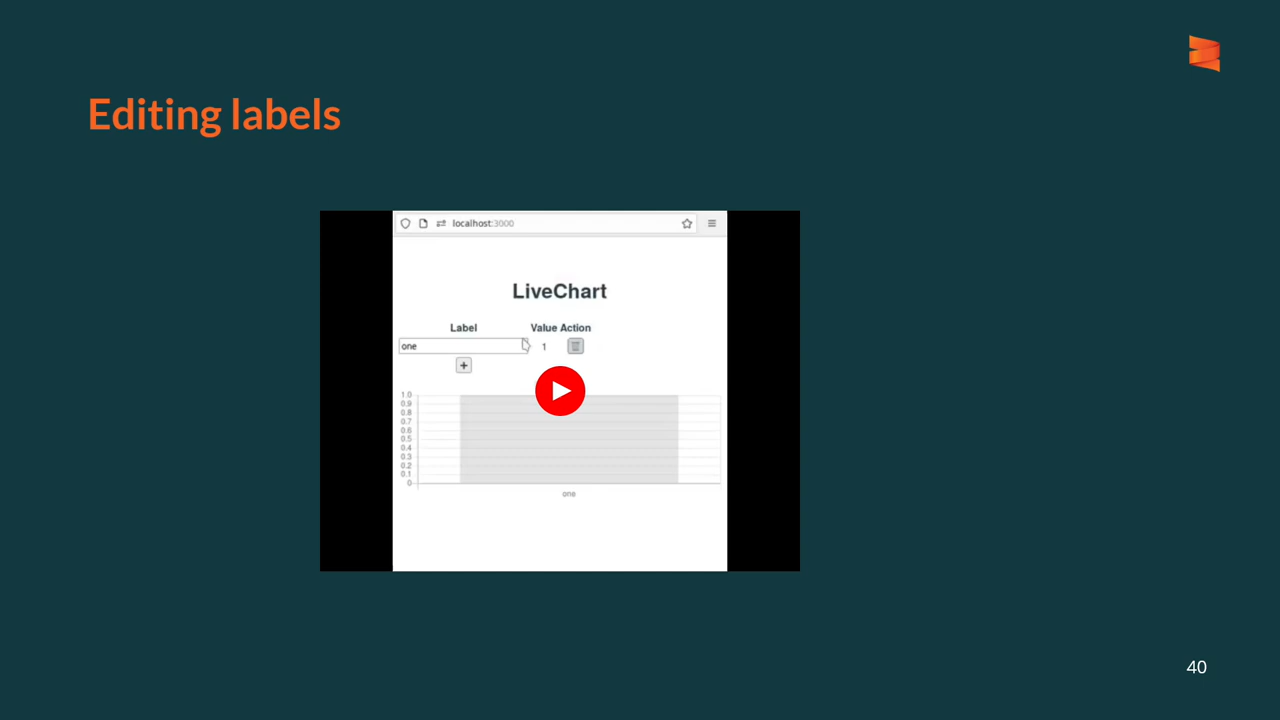 Editing labels
localhost:3000
LiveChart
Label Value Action
one 1
+
1.0
0.9
0.8
0.7
0.6
0.5
0.4
0.3
0.2
0.1
0
one
40